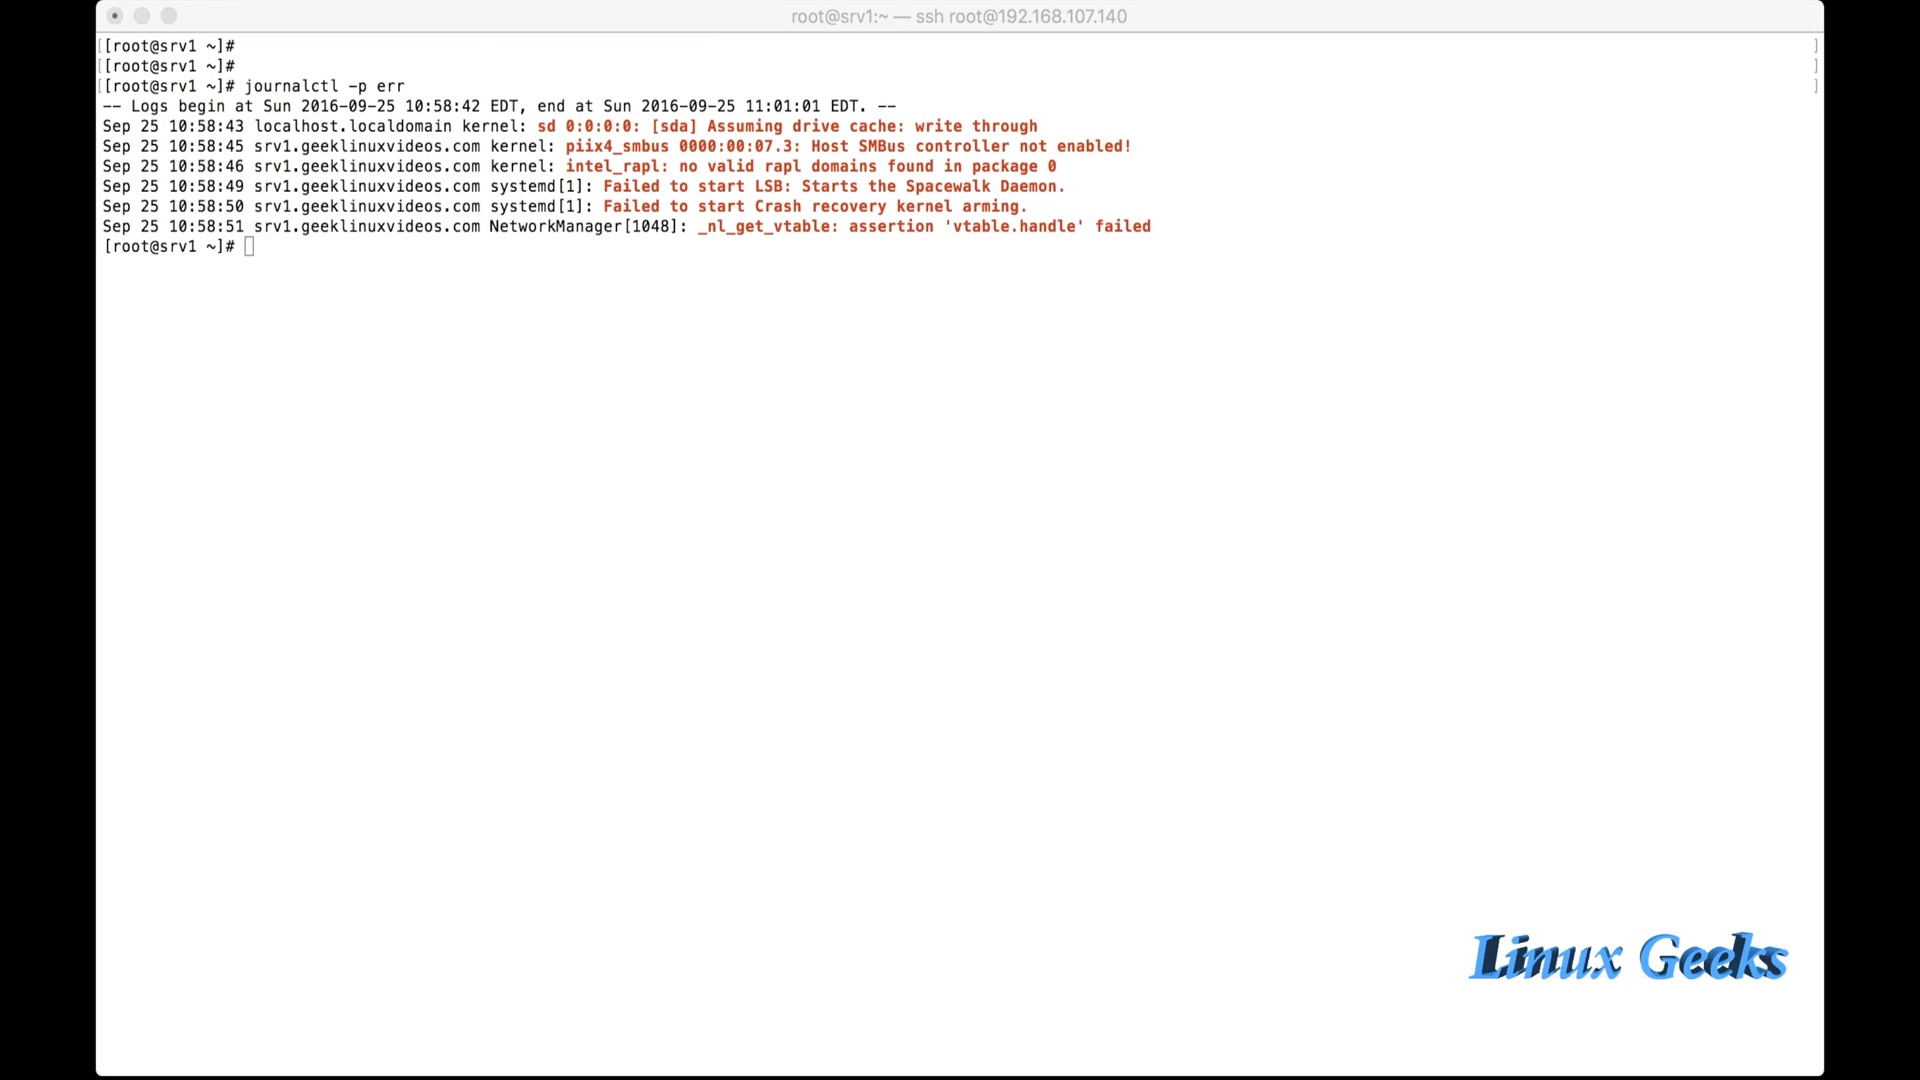 root@srv1:~ — ssh root@192.168.107.140
[[root@srv1 ~]# ]
[[root@srv1 ~]# ]
[[root@srv1 ~]# journalctl -p err ]
-- Logs begin at Sun 2016-09-25 10:58:42 EDT, end at Sun 2016-09-25 11:01:01 EDT. --
Sep 25 10:58:43 localhost.localdomain kernel: sd 0:0:0:0: [sda] Assuming drive cache: write through
Sep 25 10:58:45 srv1.geeklinuxvideos.com kernel: piix4_smbus 0000:00:07.3: Host SMBus controller not enabled!
Sep 25 10:58:46 srv1.geeklinuxvideos.com kernel: intel_rapl: no valid rapl domains found in package 0
Sep 25 10:58:49 srv1.geeklinuxvideos.com systemd[1]: Failed to start LSB: Starts the Spacewalk Daemon.
Sep 25 10:58:50 srv1.geeklinuxvideos.com systemd[1]: Failed to start Crash recovery kernel arming.
Sep 25 10:58:51 srv1.geeklinuxvideos.com NetworkManager[1048]: _nl_get_vtable: assertion 'vtable.handle' failed
[root@srv1 ~]#
Linux Geeks